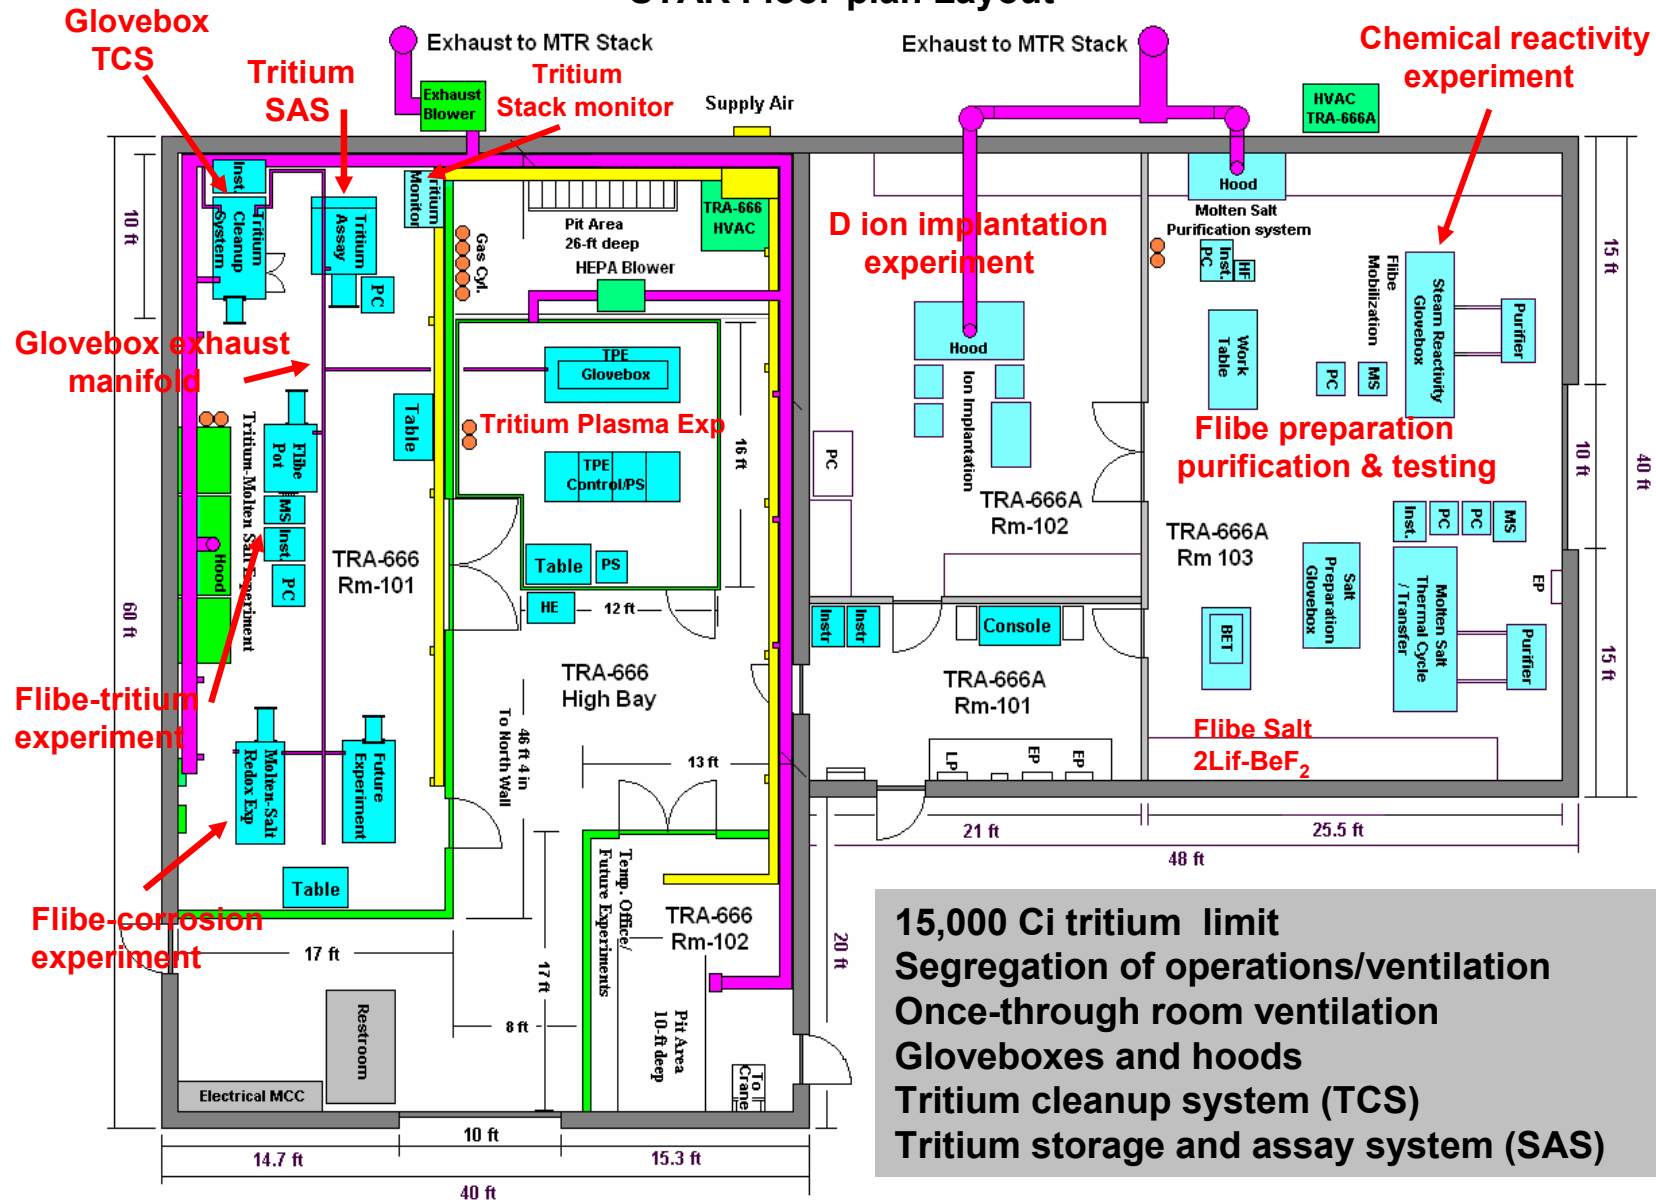 STAR Floor plan Layout
Glovebox
TCS
Tritium
SAS
Exhaust to MTR Stack
Tritium
Stack monitor
Exhaust
Blower
Supply Air
Exhaust to MTR Stack
HVAC
TRA-666A
Chemical reactivity
experiment
Inst.
Tritium
Cleanup
System
Tritium
Assay
PC
Tritium
Monitor
Gas Cyl.
Pit Area
26-ft deep
HEPA Blower
TRA-666
HVAC
10 ft
60 ft
Glovebox exhaust
manifold
Tritium-Molten Salt Experiment
Flibe
Pot
MS
Inst.
PC
Hood
Table
TRA-666
Rm-101
Flibe-tritium
experiment
Molten-Salt
Redox Exp
Future
Experiment
Table
Flibe-corrosion
experiment
17 ft
Restroom
Electrical MCC
TPE
Glovebox
Tritium Plasma Exp
TPE
Control/PS
16 ft
Table
PS
HE
12 ft
TRA-666
High Bay
46 ft 4 in
To North Wall
13 ft
17 ft
8 ft
Temp. Office/
Future Experiments
TRA-666
Rm-102
Pit Area
10-ft deep
To
Crane
20 ft
10 ft
14.7 ft
15.3 ft
40 ft
D ion implantation
experiment
Hood
Ion Implantation
PC
TRA-666A
Rm-102
Instr
Instr
Console
TRA-666A
Rm-101
LP
EP
EP
21 ft
25.5 ft
48 ft
Hood
Molten Salt
Purification system
Inst.
PC
HF
Work
Table
Flibe
Mobilization
Steam Reactivity
Glovebox
Purifier
PC
MS
Flibe preparation
purification & testing
TRA-666A
Rm 103
Inst.
PC
PC
MS
Salt
Preparation
Glovebox
Molten Salt
Thermal Cycle
/ Transfer
Purifier
BET
EP
Flibe Salt
2Lif-BeF₂
15 ft
10 ft
40 ft
15 ft
15,000 Ci tritium limit
Segregation of operations/ventilation
Once-through room ventilation
Gloveboxes and hoods
Tritium cleanup system (TCS)
Tritium storage and assay system (SAS)